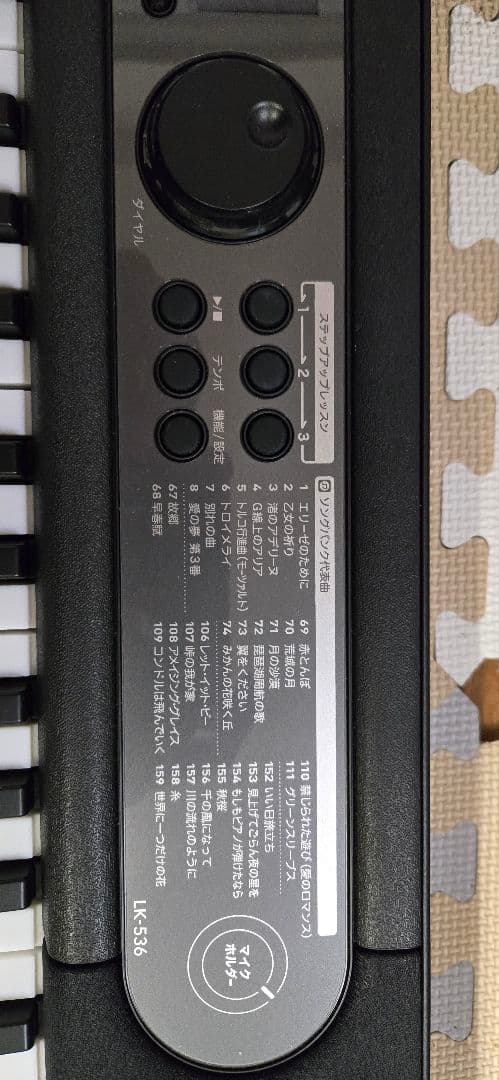 ダイヤル
ステップアップレッスン
1 2 3
▶/■
テンポ
機能/設定
ソングバンク代表曲
1 エリーゼのために
2 乙女の祈り
3 渚のアデリーヌ
4 G線上のアリア
5 トルコ行進曲(モーツァルト)
6 トロイメライ
7 別れの曲
8 愛の夢 第3番
67 故郷
68 早春賦
69 赤とんぼ
70 荒城の月
71 月の沙漠
72 琵琶湖周航の歌
73 翼をください
74 みかんの花咲く丘
106 レット・イット・ビー
107 峠の我が家
108 アメイジング・グレイス
109 コンドルは飛んでいく
110 禁じられた遊び(愛のロマンス)
111 グリーンスリーブス
152 いい日旅立ち
153 見上げてごらん夜の星を
154 もしもピアノが弾けたなら
155 秋桜
156 千の風になって
157 川の流れのように
158 糸
159 世界に一つだけの花
マイク
ホルダー
LK-536